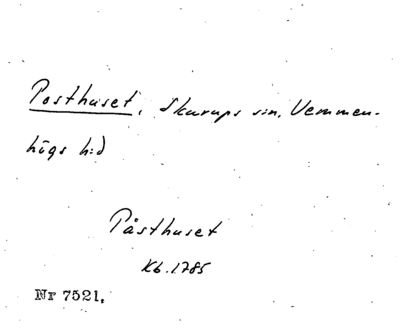 Posthuset, Skurups sn, Vemmen-
högs h:d
Påsthuset
Kb. 1785
Nr 7521.